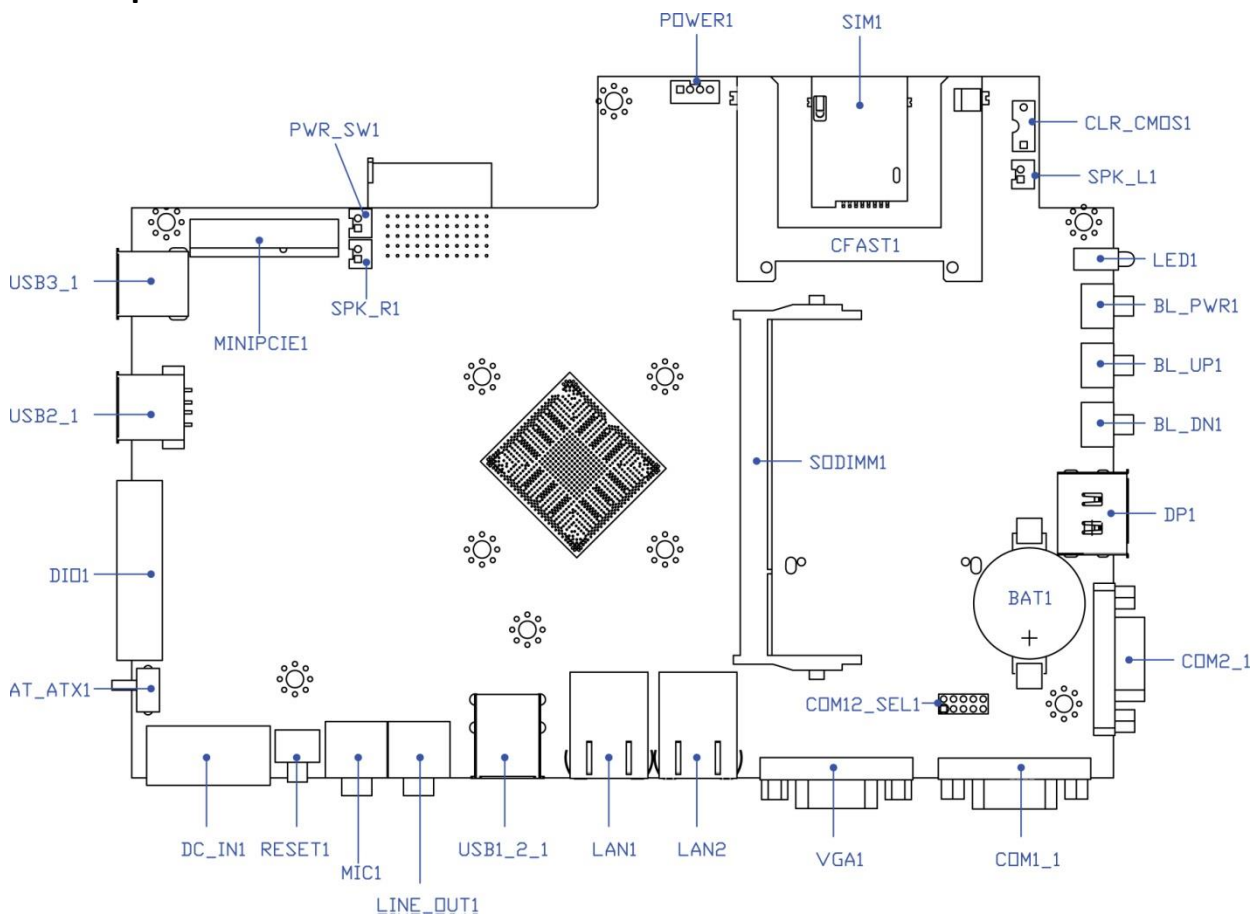 POWER1
SIM1
CLR_CMOS1
PWR_SW1
SPK_L1
CFAST1
LED1
USB3_1
SPK_R1
BL_PWR1
MINIPCIE1
BL_UP1
USB2_1
BL_DN1
SODIMM1
DP1
DIO1
BAT1
COM2_1
AT_ATX1
COM12_SEL1
DC_IN1
RESET1
MIC1
LINE_OUT1
USB1_2_1
LAN1
LAN2
VGA1
COM1_1